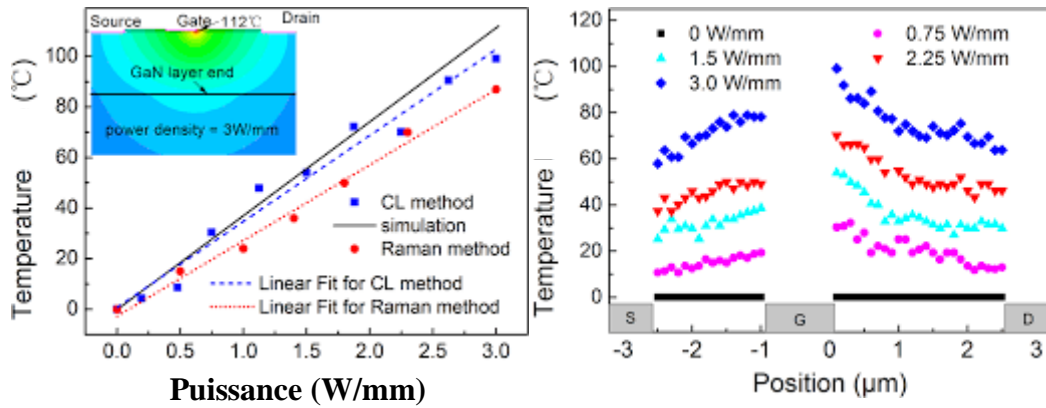 Source Gate -112℃ Drain
GaN layer end
power density = 3W/mm
CL method
simulation
Raman method
Linear Fit for CL method
Linear Fit for Raman method
Temperature (℃)
100
80
60
40
20
0
0.0 0.5 1.0 1.5 2.0 2.5 3.0
Puissance (W/mm)
0 W/mm 0.75 W/mm
1.5 W/mm 2.25 W/mm
3.0 W/mm
Temperature (℃)
120
100
80
60
40
20
0
S G D
-3 -2 -1 0 1 2 3
Position (µm)